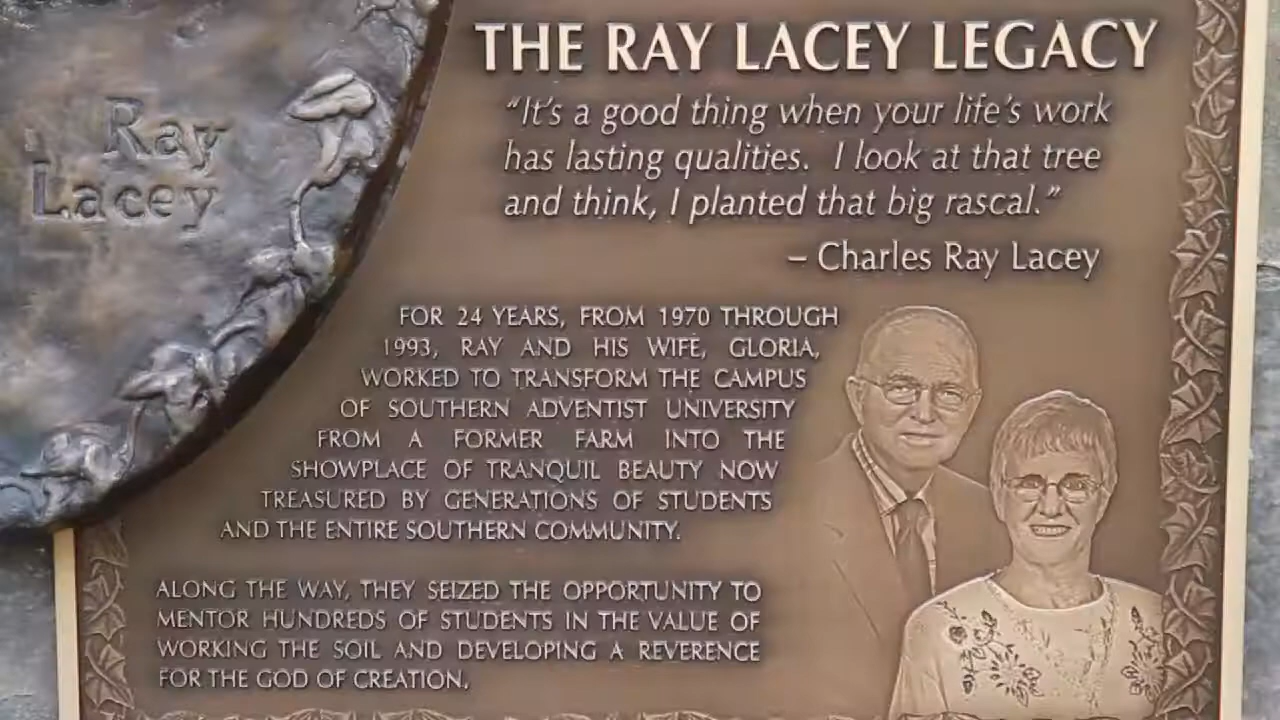 Ray
Lacey
THE RAY LACEY LEGACY
“It’s a good thing when your life’s work
has lasting qualities. I look at that tree
and think, I planted that big rascal.”
– Charles Ray Lacey
FOR 24 YEARS, FROM 1970 THROUGH
1993, RAY AND HIS WIFE, GLORIA,
WORKED TO TRANSFORM THE CAMPUS
OF SOUTHERN ADVENTIST UNIVERSITY
FROM A FORMER FARM INTO THE
SHOWPLACE OF TRANQUIL BEAUTY NOW
TREASURED BY GENERATIONS OF STUDENTS
AND THE ENTIRE SOUTHERN COMMUNITY.
ALONG THE WAY, THEY SEIZED THE OPPORTUNITY TO
MENTOR HUNDREDS OF STUDENTS IN THE VALUE OF
WORKING THE SOIL AND DEVELOPING A REVERENCE
FOR THE GOD OF CREATION.